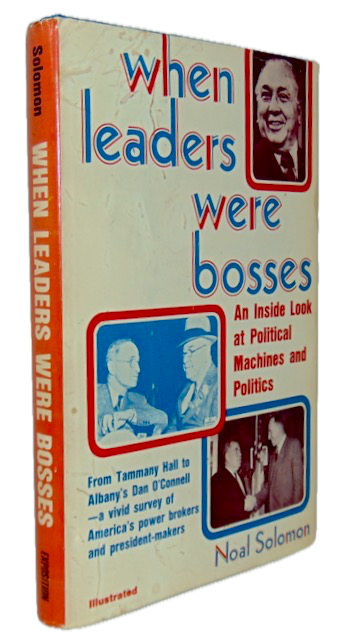 Solomon
WHEN LEADERS WERE BOSSES
EXPOSITION
when
leaders
were
bosses
An Inside Look
at Political
Machines and
Politics
From Tammany Hall to
Albany's Dan O'Connell
—a vivid survey of
America's power brokers
and president-makers
Noal Solomon
Illustrated